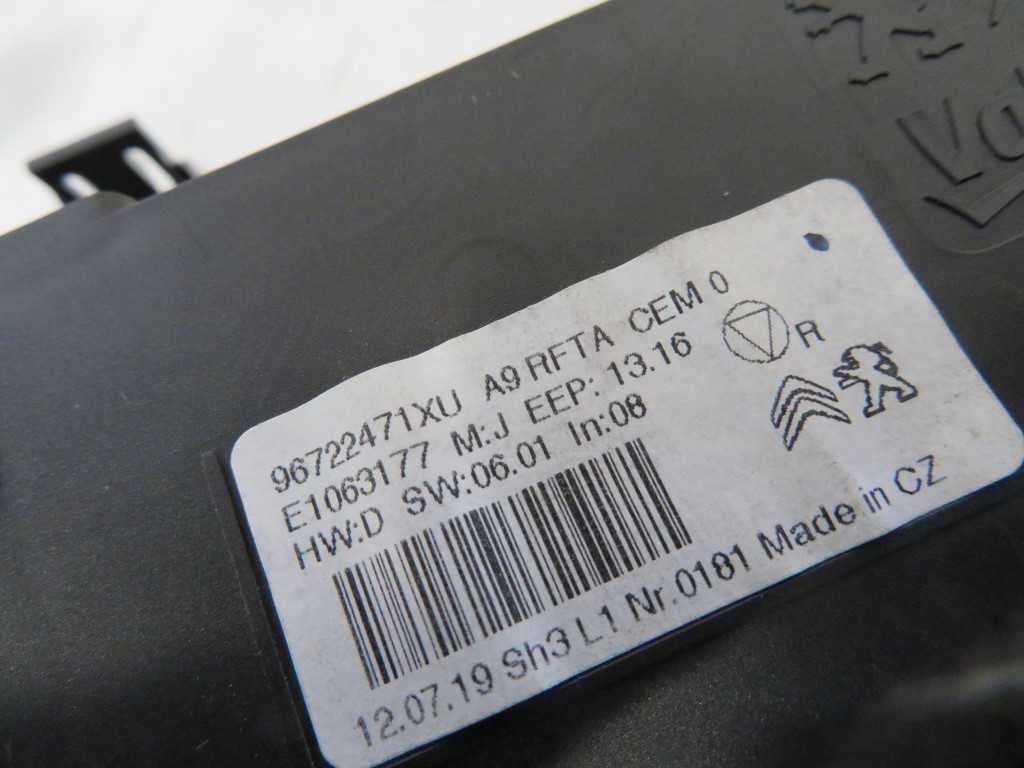 96722471XU A9 RFTA CEM 0
E1063177 M:J EEP: 13.16
HW:D SW:06.01 In:08
R
12.07.19 Sh3 L1 Nr.0181 Made in CZ